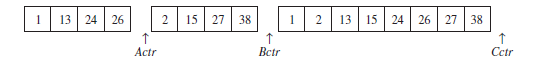 1 13 24 26 2 15 27 38 1 2 13 15 24 26 27 38
↑ ↑ ↑
Actr Bctr Cctr